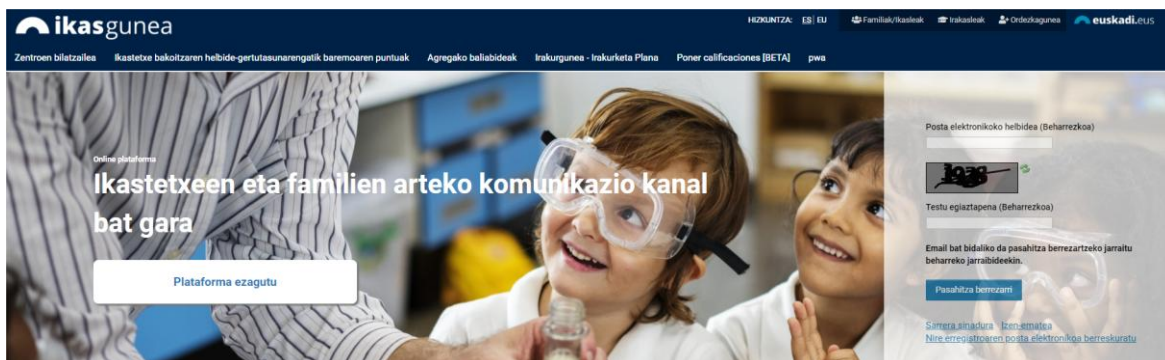 ikasgunea
HIZKUNTZA: ES EU
Familiak/Ikasleak
Irakasleak
Ordezkagunea
euskadi.eus
Zentroen bilatzailea
Ikastetxe bakoitzaren helbide-gertutasunarengatik baremoaren puntuak
Agregako baliabideak
Irakurgunea - Irakurketa Plana
Poner calificaciones [BETA]
pwa
Online plataforma
Ikastetxeen eta familien arteko komunikazio kanal
bat gara
Plataforma ezagutu
Posta elektronikoko helbidea (Beharrezkoa)
Testu egiaztapena (Beharrezkoa)
Email bat bidaliko da pasahitza berrezartzeko jarraitu
beharreko jarraibideekin.
Pasahitza berrezarri
Sarrera sinadura Izen-ematea
Nire erregistroaren posta elektronikoa berreskuratu